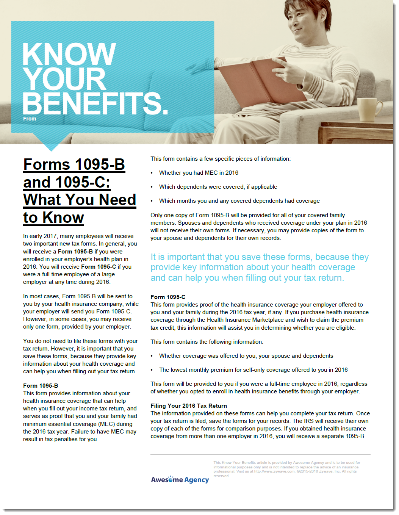 KNOW
YOUR
BENEFITS.
From
Forms 1095-B
and 1095-C:
What You Need
to Know
In early 2017, many employees will receive
two important new tax forms. In general, you
will receive a Form 1095-B if you were
enrolled in your employer's health plan in
2016. You will receive Form 1095-C if you
were a full-time employee of a large
employer at any time during 2016.
In most cases, Form 1095-B will be sent to
you by your health insurance company, while
your employer will send you Form 1095-C.
However, in some cases, you may receive
only one form, provided by your employer.
You do not need to file these forms with your
tax return. However, it is important that you
save these forms, because they provide key
information about your health coverage and
can help you when filling out your tax return.
Form 1095-B
This form provides information about your
health insurance coverage that can help
when you fill out your income tax return, and
serves as proof that you and your family had
minimum essential coverage (MEC) during
the 2016 tax year. Failure to have MEC may
result in tax penalties for you.
This form contains a few specific pieces of information:
• Whether you had MEC in 2016
• Which dependents were covered, if applicable
• Which months you and any covered dependents had coverage
Only one copy of Form 1095-B will be provided for all of your covered family
members. Spouses and dependents who received coverage under your plan in 2016
will not receive their own forms. If necessary, you may provide copies of the form to
your spouse and dependents for their own records.
It is important that you save these forms, because they
provide key information about your health coverage
and can help you when filling out your tax return.
Form 1095-C
This form provides proof of the health insurance coverage your employer offered to
you and your family during the 2016 tax year, if any. If you purchase health insurance
coverage through the Health Insurance Marketplace and wish to claim the premium
tax credit, this information will assist you in determining whether you are eligible.
This form contains the following information:
• Whether coverage was offered to you, your spouse and dependents
• The lowest monthly premium for self-only coverage offered to you in 2016
This form will be provided to you if you were a full-time employee in 2016, regardless
of whether you opted to enroll in health insurance benefits through your employer.
Filing Your 2016 Tax Return
The information provided on these forms can help you complete your tax return. Once
your tax return is filed, save the forms for your records. The IRS will receive their own
copy of each of the forms for comparison purposes. If you obtained health insurance
coverage from more than one employer in 2016, you will receive a separate 1095-B
Awesome Agency